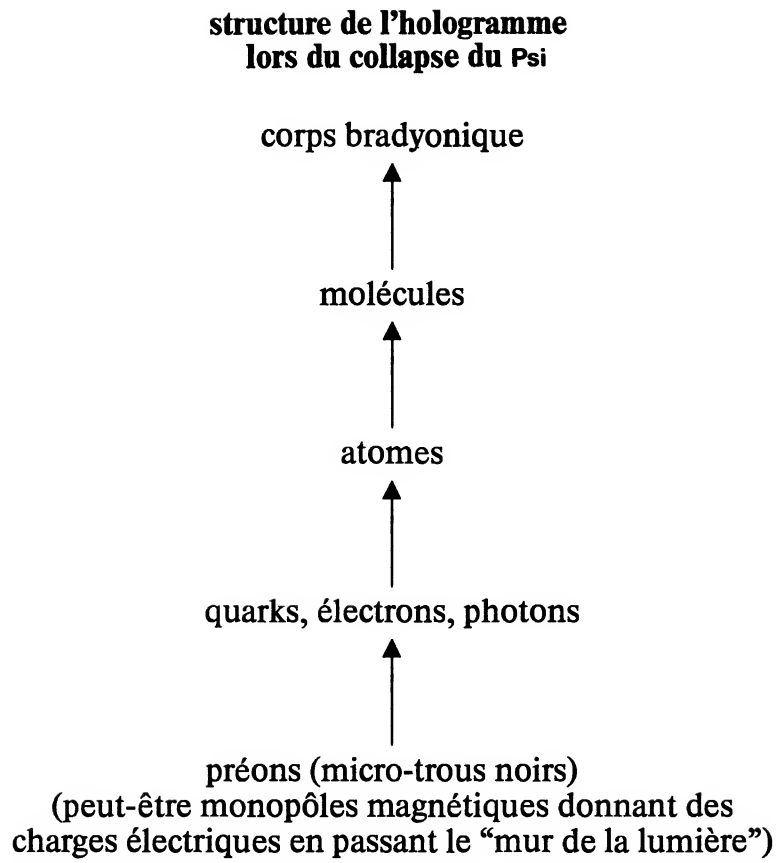 structure de l’hologramme
lors du collapse du Psi
corps bradyonique
molécules
atomes
quarks, électrons, photons
préons (micro-trous noirs)
(peut-être monopôles magnétiques donnant des
charges électriques en passant le “mur de la lumière”)